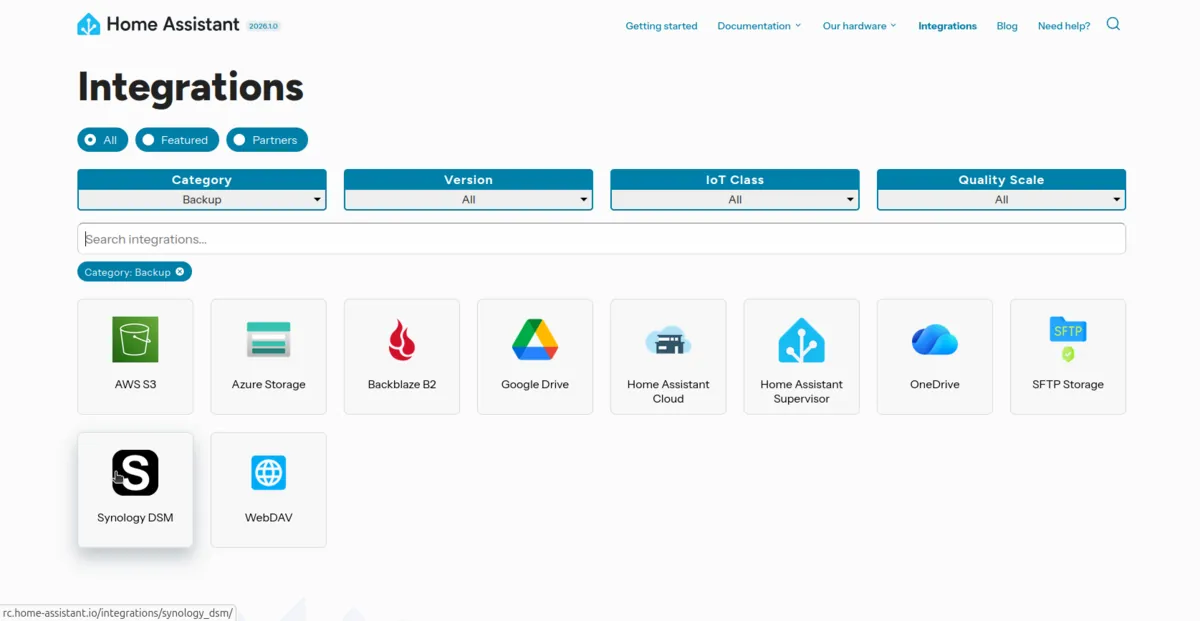 Home Assistant 2026.1.0
Getting started Documentation Our hardware Integrations Blog Need help?
Integrations
All Featured Partners
Category Version IoT Class Quality Scale
Backup All All All
Search integrations...
Category: Backup
AWS S3 Azure Storage Backblaze B2 Google Drive Home Assistant Cloud Home Assistant Supervisor OneDrive SFTP SFTP Storage
S Synology DSM WebDAV
rc.home-assistant.io/integrations/synology_dsm/